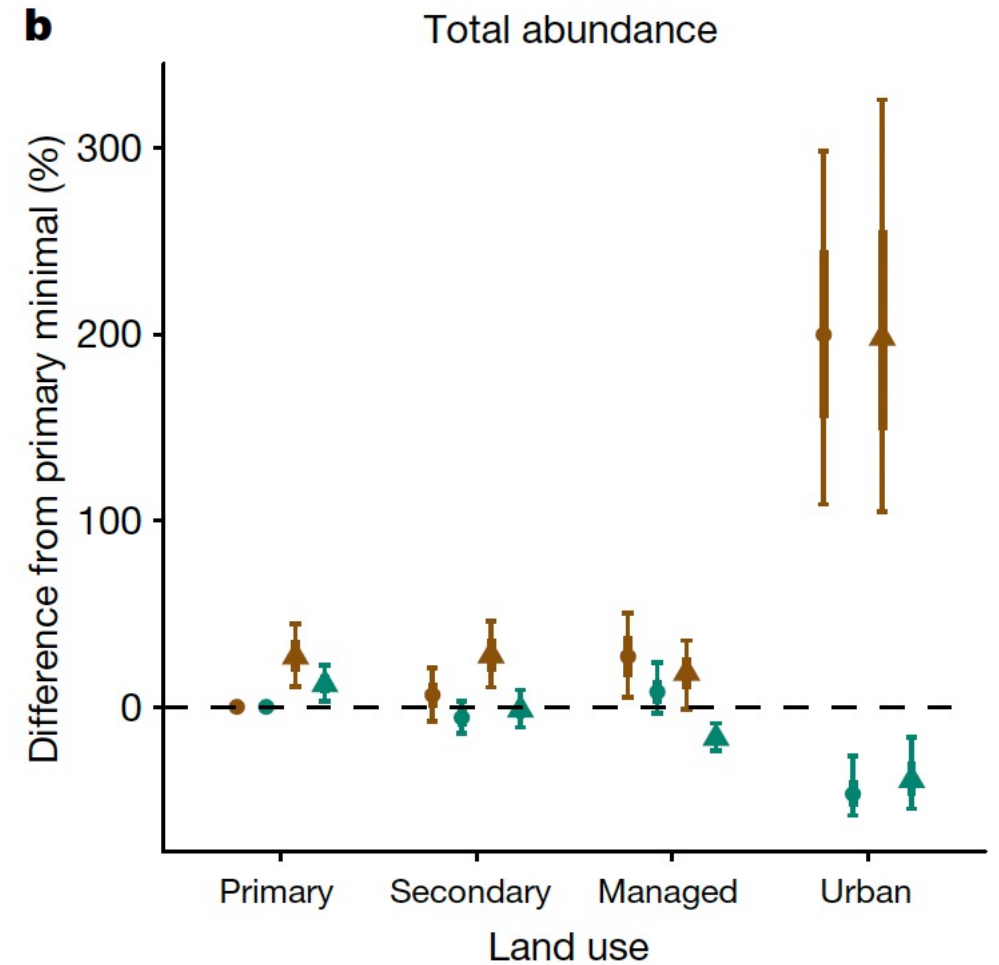 b
Total abundance
Difference from primary minimal (%)
300
200
100
0
Primary Secondary Managed Urban
Land use